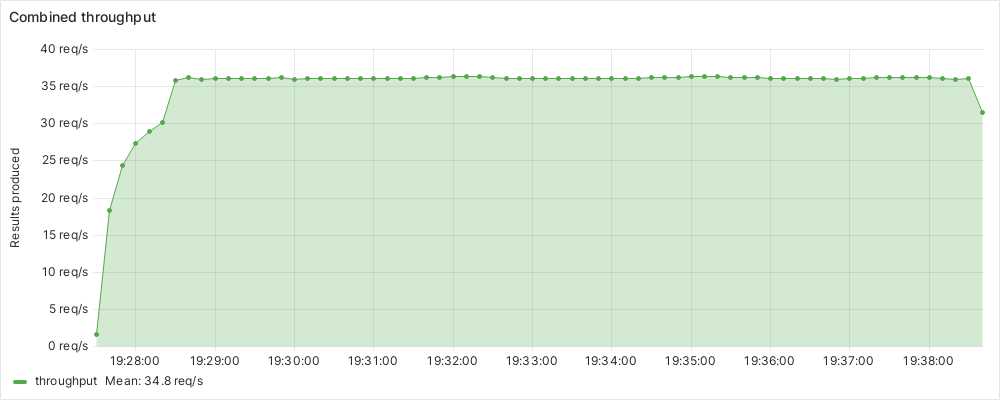 Combined throughput
Results produced
40 req/s
35 req/s
30 req/s
25 req/s
20 req/s
15 req/s
10 req/s
5 req/s
0 req/s
19:28:00 19:29:00 19:30:00 19:31:00 19:32:00 19:33:00 19:34:00 19:35:00 19:36:00 19:37:00 19:38:00
throughput Mean: 34.8 req/s